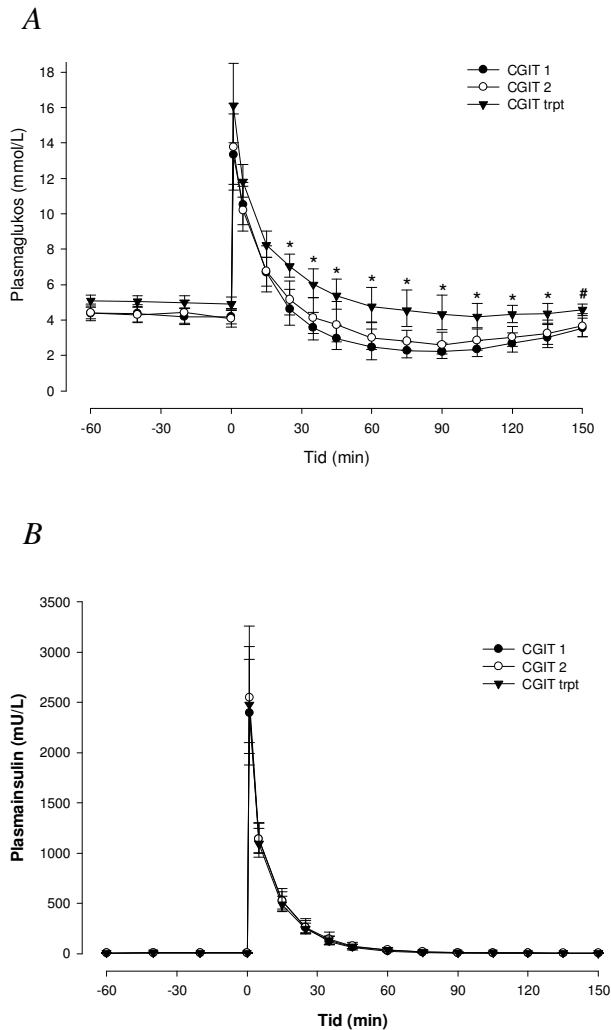 A
18
16
14
12
10
8
6
4
2
0
Plasmaglukos (mmol/L)
CGIT 1
CGIT 2
CGIT trpt
* * * * * * * * * #
-60 -30 0 30 60 90 120 150
Tid (min)
B
3500
3000
2500
2000
1500
1000
500
0
Plasmainsulin (mU/L)
CGIT 1
CGIT 2
CGIT trpt
-60 -30 0 30 60 90 120 150
Tid (min)